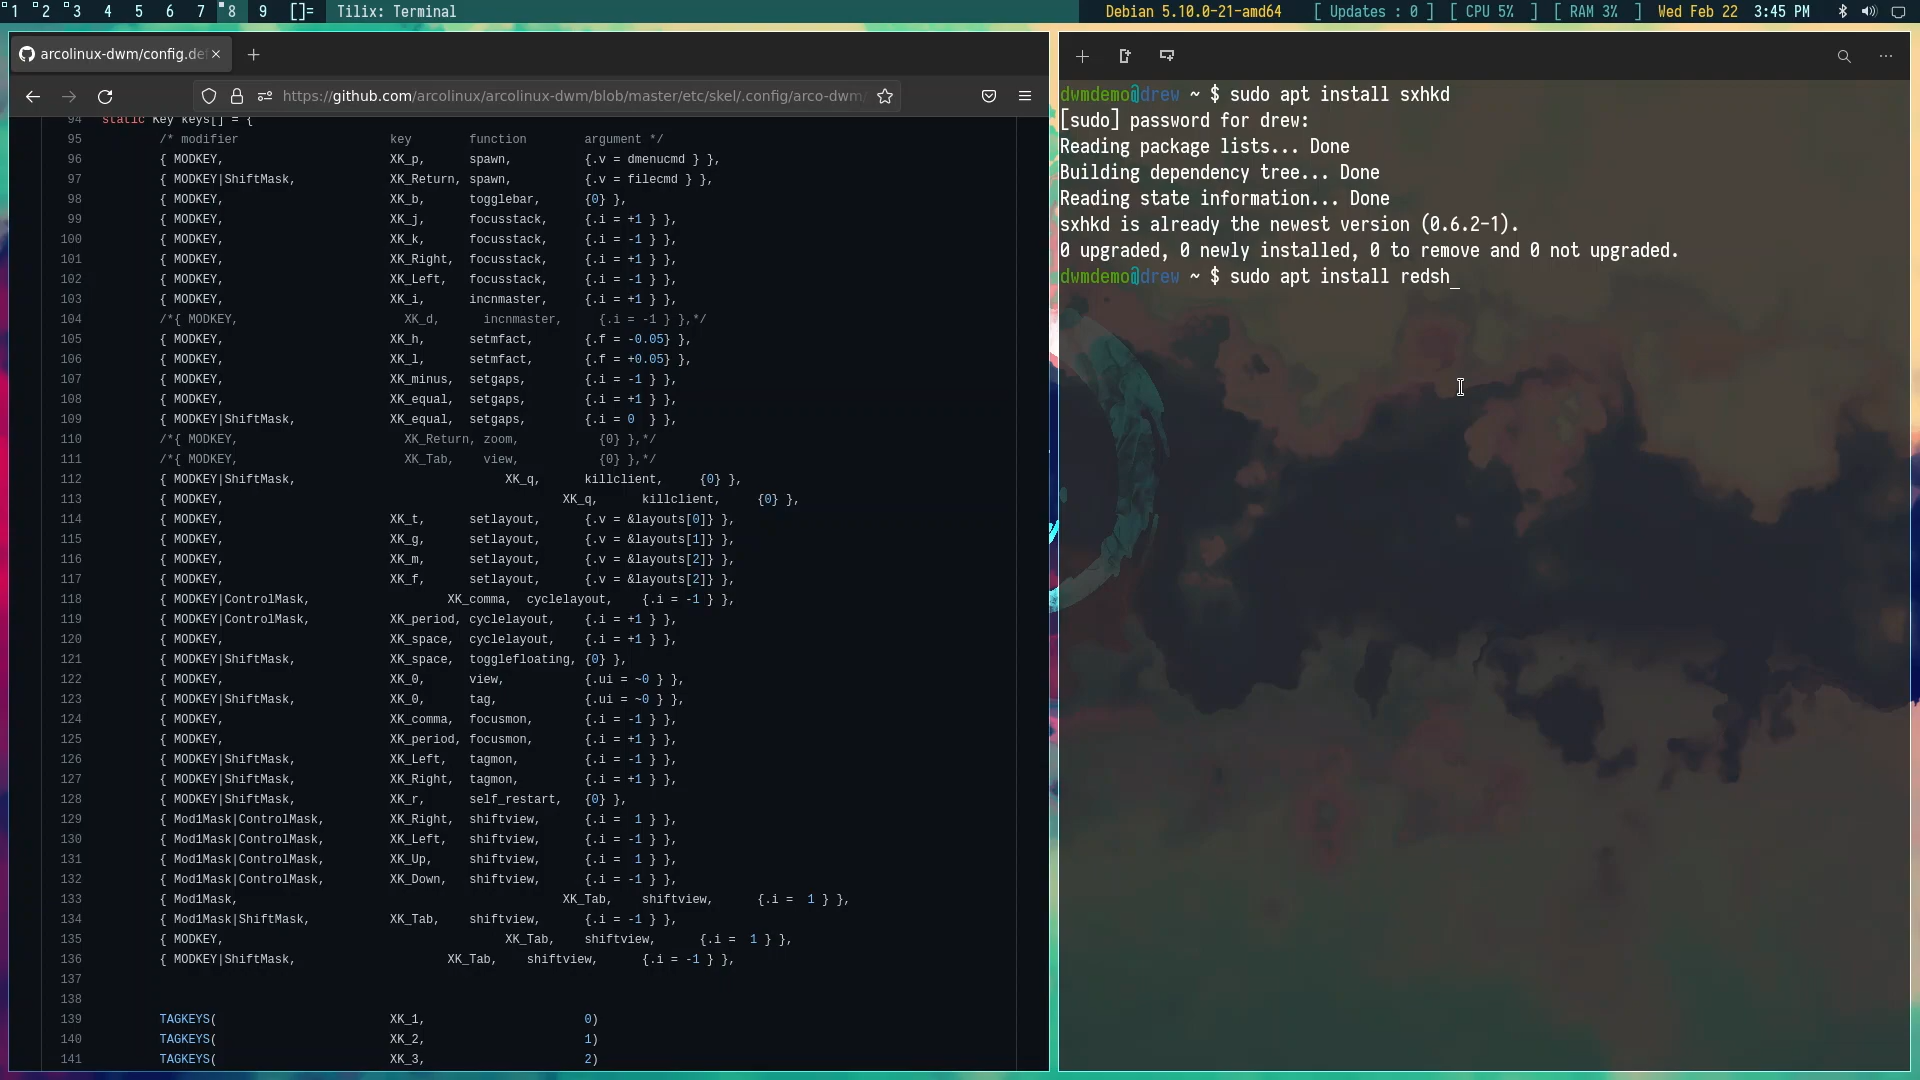 1 2 3 4 5 6 7 8 9 []= Tilix: Terminal
Debian 5.10.0-21-amd64 [ Updates : 0 ] [ CPU 5% ] [ RAM 3% ] Wed Feb 22 3:45 PM
arcolinux-dwm/config.de
https://github.com/arcolinux/arcolinux-dwm/blob/master/etc/skel/.config/arco-dwm/
94 static Key keys[] = {
95 /* modifier key function argument */
96 { MODKEY, XK_p, spawn, {.v = dmenucmd } },
97 { MODKEY|ShiftMask, XK_Return, spawn, {.v = filecmd } },
98 { MODKEY, XK_b, togglebar, {0} },
99 { MODKEY, XK_j, focusstack, {.i = +1 } },
100 { MODKEY, XK_k, focusstack, {.i = -1 } },
101 { MODKEY, XK_Right, focusstack, {.i = +1 } },
102 { MODKEY, XK_Left, focusstack, {.i = -1 } },
103 { MODKEY, XK_i, incnmaster, {.i = +1 } },
104 /*{ MODKEY, XK_d, incnmaster, {.i = -1 } },*/
105 { MODKEY, XK_h, setmfact, {.f = -0.05} },
106 { MODKEY, XK_l, setmfact, {.f = +0.05} },
107 { MODKEY, XK_minus, setgaps, {.i = -1 } },
108 { MODKEY, XK_equal, setgaps, {.i = +1 } },
109 { MODKEY|ShiftMask, XK_equal, setgaps, {.i = 0 } },
110 /*{ MODKEY, XK_Return, zoom, {0} },*/
111 /*{ MODKEY, XK_Tab, view, {0} },*/
112 { MODKEY|ShiftMask, XK_q, killclient, {0} },
113 { MODKEY, XK_q, killclient, {0} },
114 { MODKEY, XK_t, setlayout, {.v = &layouts[0]} },
115 { MODKEY, XK_g, setlayout, {.v = &layouts[1]} },
116 { MODKEY, XK_m, setlayout, {.v = &layouts[2]} },
117 { MODKEY, XK_f, setlayout, {.v = &layouts[2]} },
118 { MODKEY|ControlMask, XK_comma, cyclelayout, {.i = -1 } },
119 { MODKEY|ControlMask, XK_period, cyclelayout, {.i = +1 } },
120 { MODKEY, XK_space, cyclelayout, {.i = +1 } },
121 { MODKEY|ShiftMask, XK_space, togglefloating, {0} },
122 { MODKEY, XK_0, view, {.ui = ~0 } },
123 { MODKEY|ShiftMask, XK_0, tag, {.ui = ~0 } },
124 { MODKEY, XK_comma, focusmon, {.i = -1 } },
125 { MODKEY, XK_period, focusmon, {.i = +1 } },
126 { MODKEY|ShiftMask, XK_Left, tagmon, {.i = -1 } },
127 { MODKEY|ShiftMask, XK_Right, tagmon, {.i = +1 } },
128 { MODKEY|ShiftMask, XK_r, self_restart, {0} },
129 { Mod1Mask|ControlMask, XK_Right, shiftview, {.i = 1 } },
130 { Mod1Mask|ControlMask, XK_Left, shiftview, {.i = -1 } },
131 { Mod1Mask|ControlMask, XK_Up, shiftview, {.i = 1 } },
132 { Mod1Mask|ControlMask, XK_Down, shiftview, {.i = -1 } },
133 { Mod1Mask, XK_Tab, shiftview, {.i = 1 } },
134 { Mod1Mask|ShiftMask, XK_Tab, shiftview, {.i = -1 } },
135 { MODKEY, XK_Tab, shiftview, {.i = 1 } },
136 { MODKEY|ShiftMask, XK_Tab, shiftview, {.i = -1 } },
137
138
139 TAGKEYS( XK_1, 0)
140 TAGKEYS( XK_2, 1)
141 TAGKEYS( XK_3, 2)
dwmdemo@drew ~ $ sudo apt install sxhkd
[sudo] password for drew:
Reading package lists... Done
Building dependency tree... Done
Reading state information... Done
sxhkd is already the newest version (0.6.2-1).
0 upgraded, 0 newly installed, 0 to remove and 0 not upgraded.
dwmdemo@drew ~ $ sudo apt install redsh_